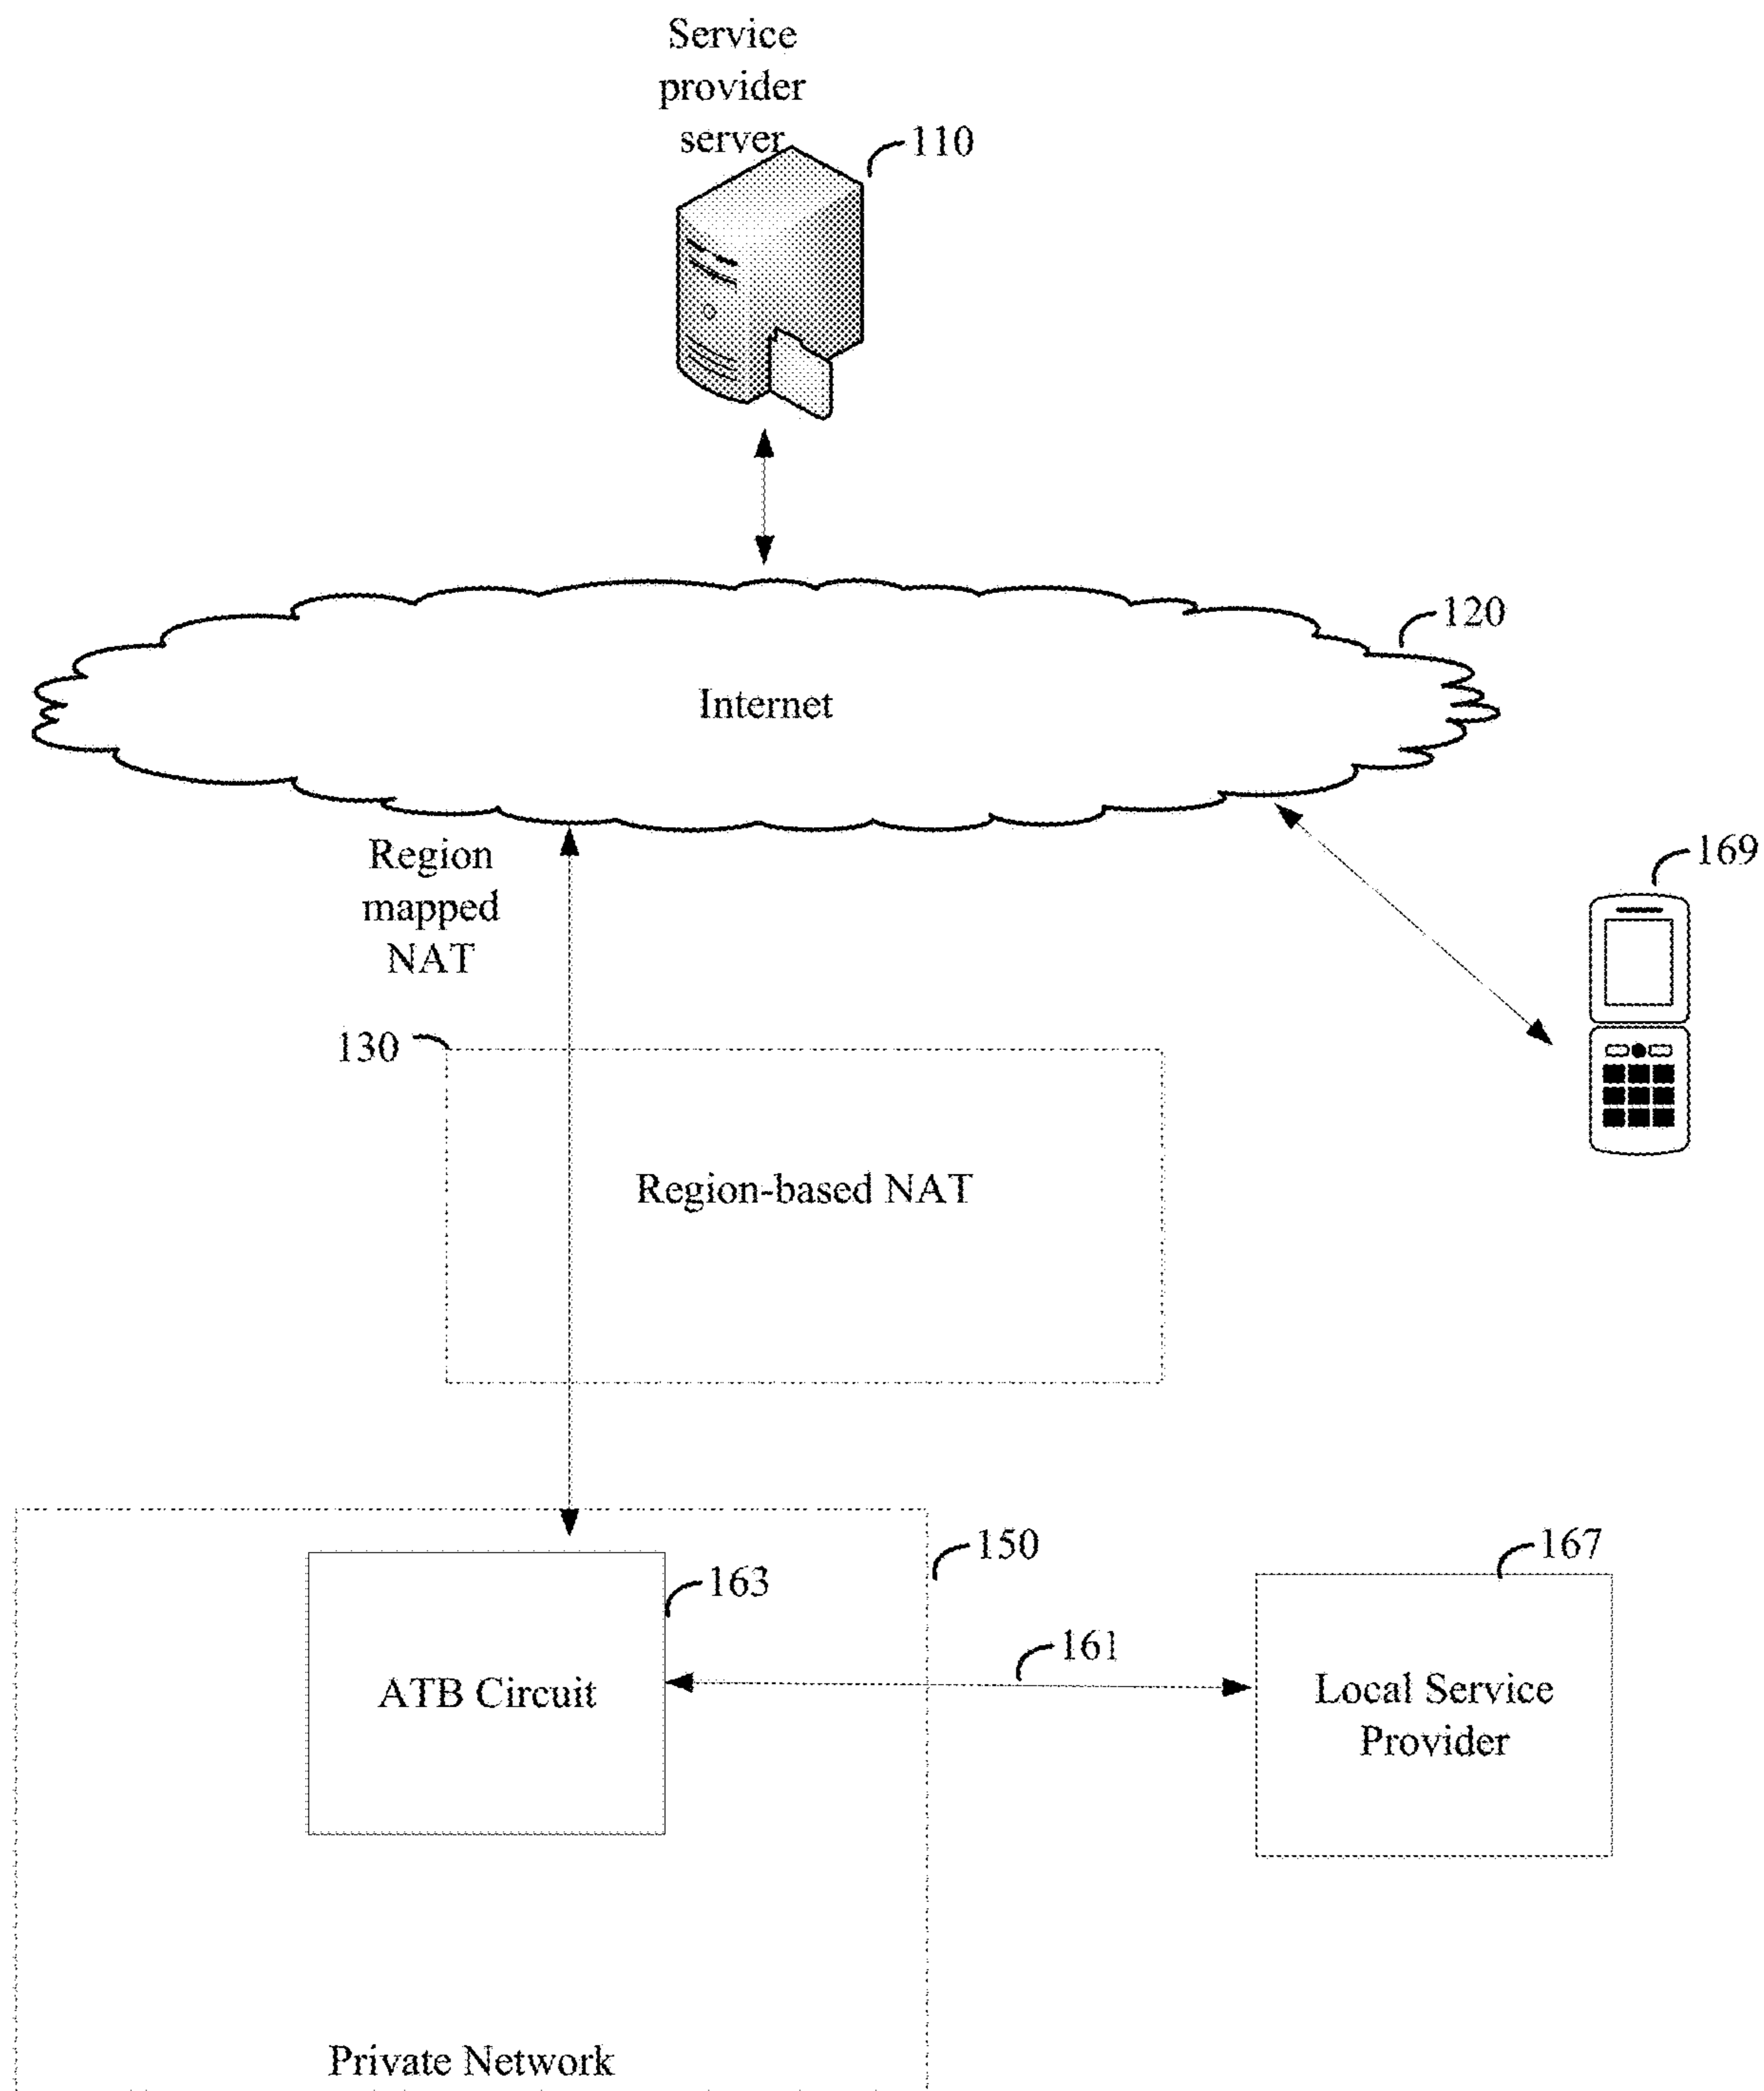 Service
provider
server
110
120
Internet
Region
mapped
NAT
169
130
Region-based NAT
150
167
163
161
ATB Circuit
Local Service
Provider
Private Network